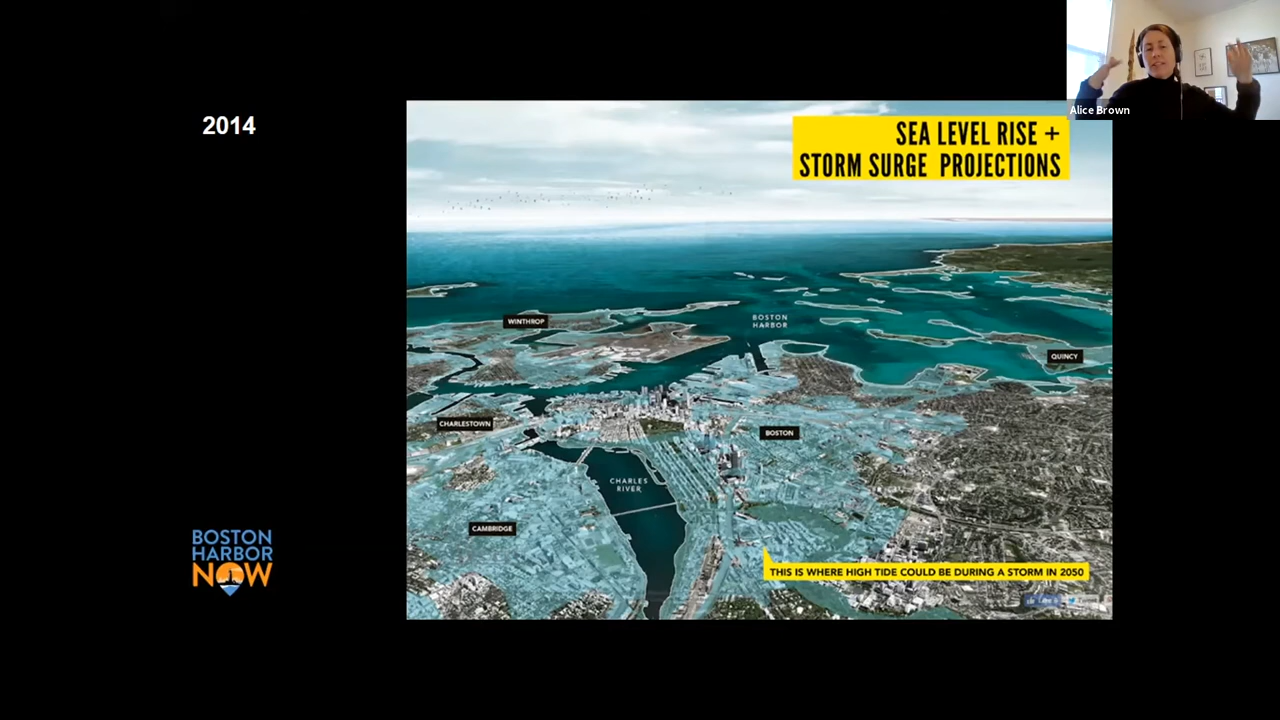 Alice Brown
2014
SEA LEVEL RISE +
STORM SURGE PROJECTIONS
WINTHROP
BOSTON
HARBOR
QUINCY
CHARLESTOWN
BOSTON
CHARLES
RIVER
CAMBRIDGE
BOSTON
HARBOR
NOW
THIS IS WHERE HIGH TIDE COULD BE DURING A STORM IN 2050